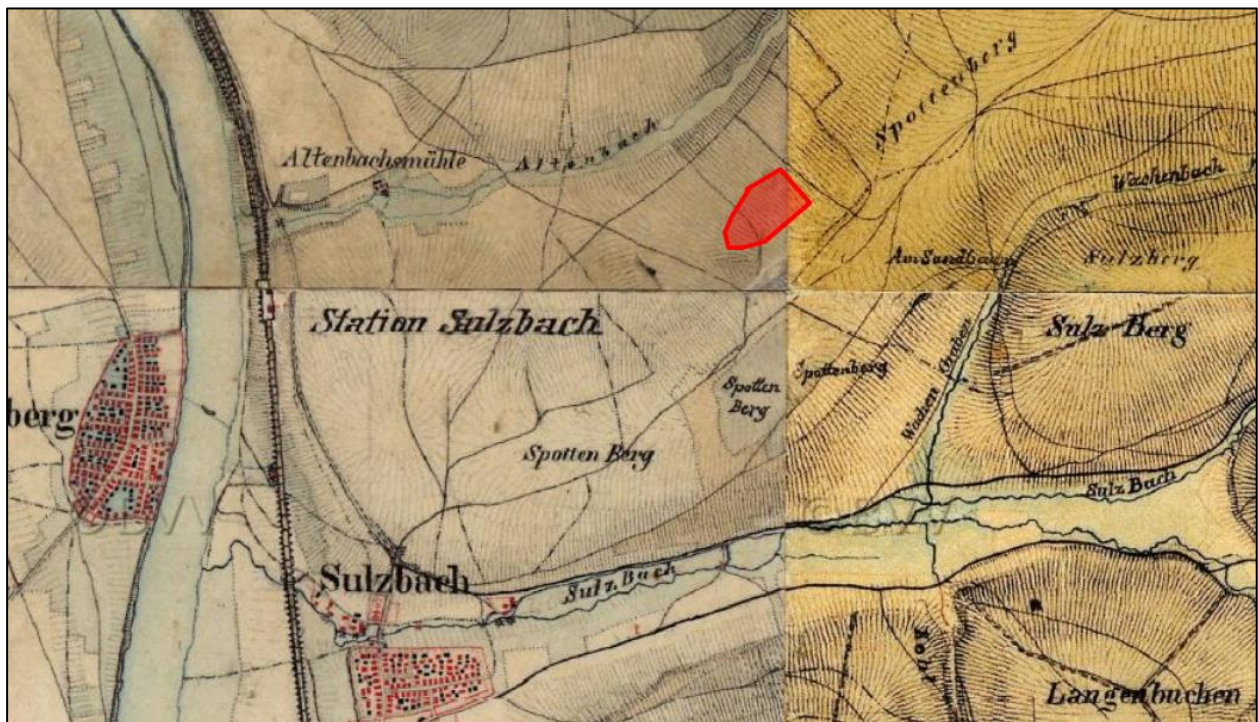 Spottenberg
Altenbachsmühle
Altenbach
Wachenbach
Am Sandbaum
Sulzberg
Station Sulzbach
Sulz-Berg
Spottenberg
Spotten
Berg
Wachen Graben
berg
Spotten Berg
Sulz Bach
Sulzbach
Sulz Bach
Langenbuchen